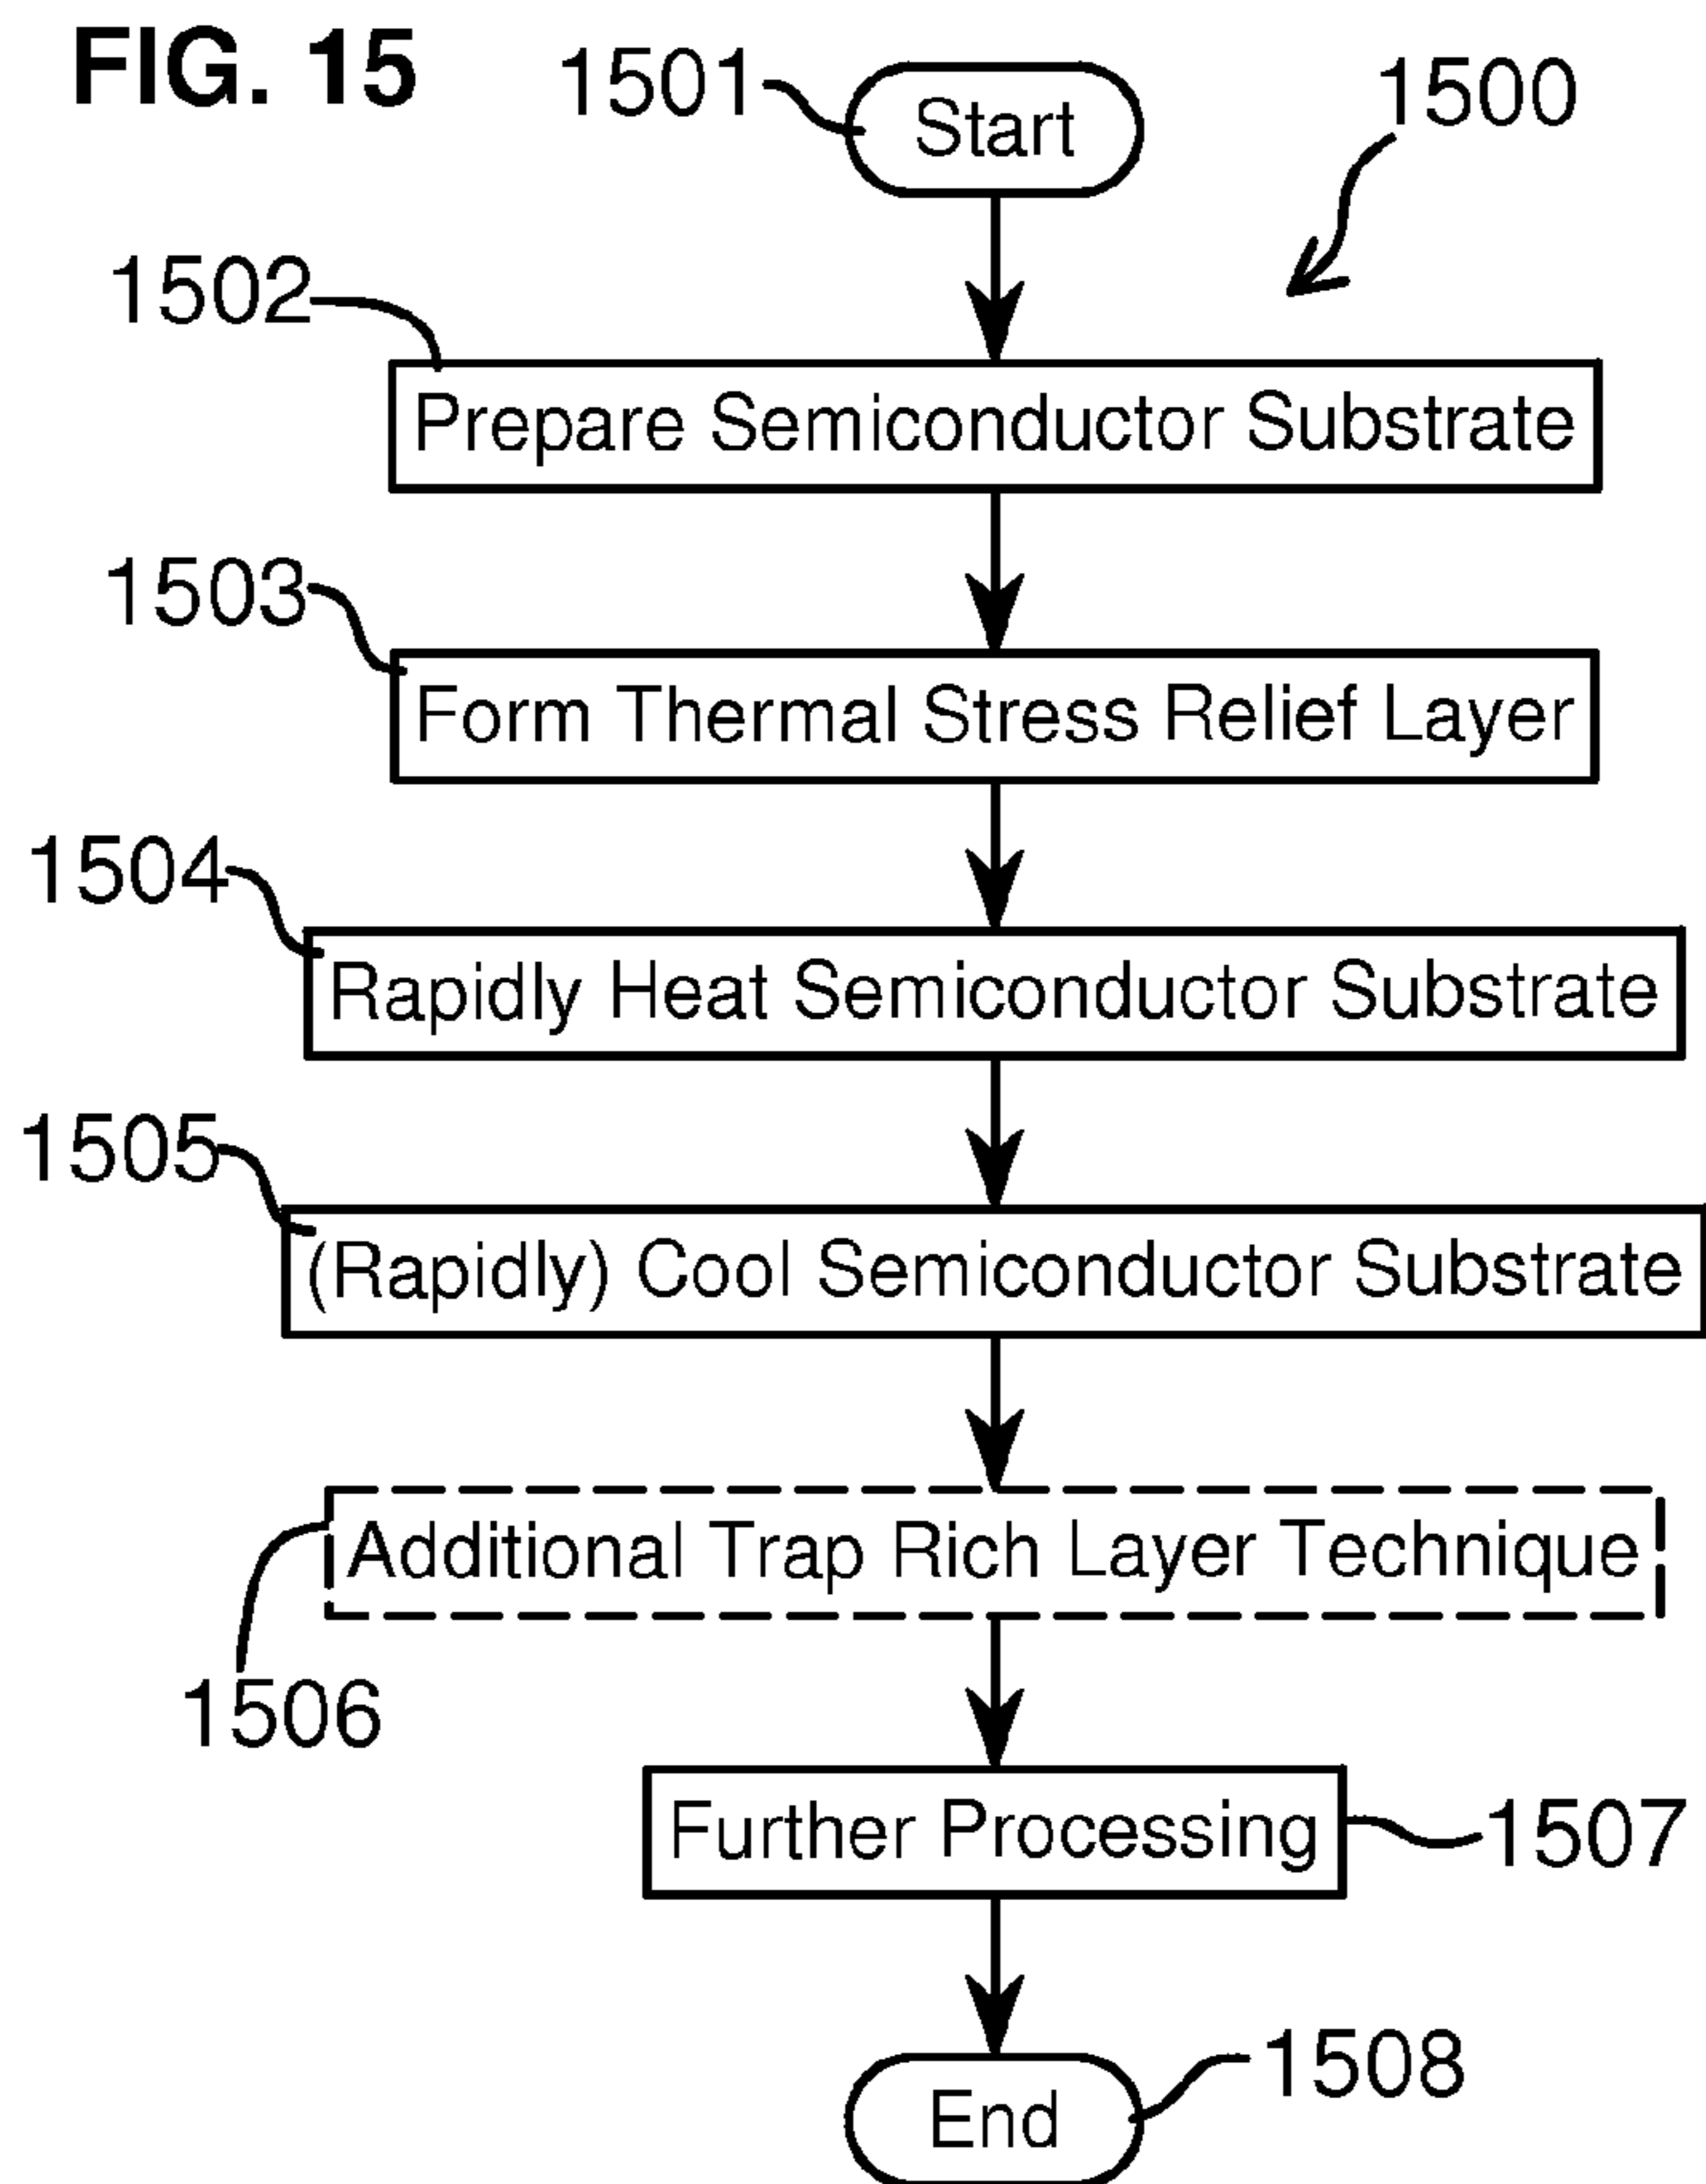 FIG. 15
1501
Start
1500
1502
Prepare Semiconductor Substrate
1503
Form Thermal Stress Relief Layer
1504
Rapidly Heat Semiconductor Substrate
1505
(Rapidly) Cool Semiconductor Substrate
Additional Trap Rich Layer Technique
1506
Further Processing
1507
1508
End